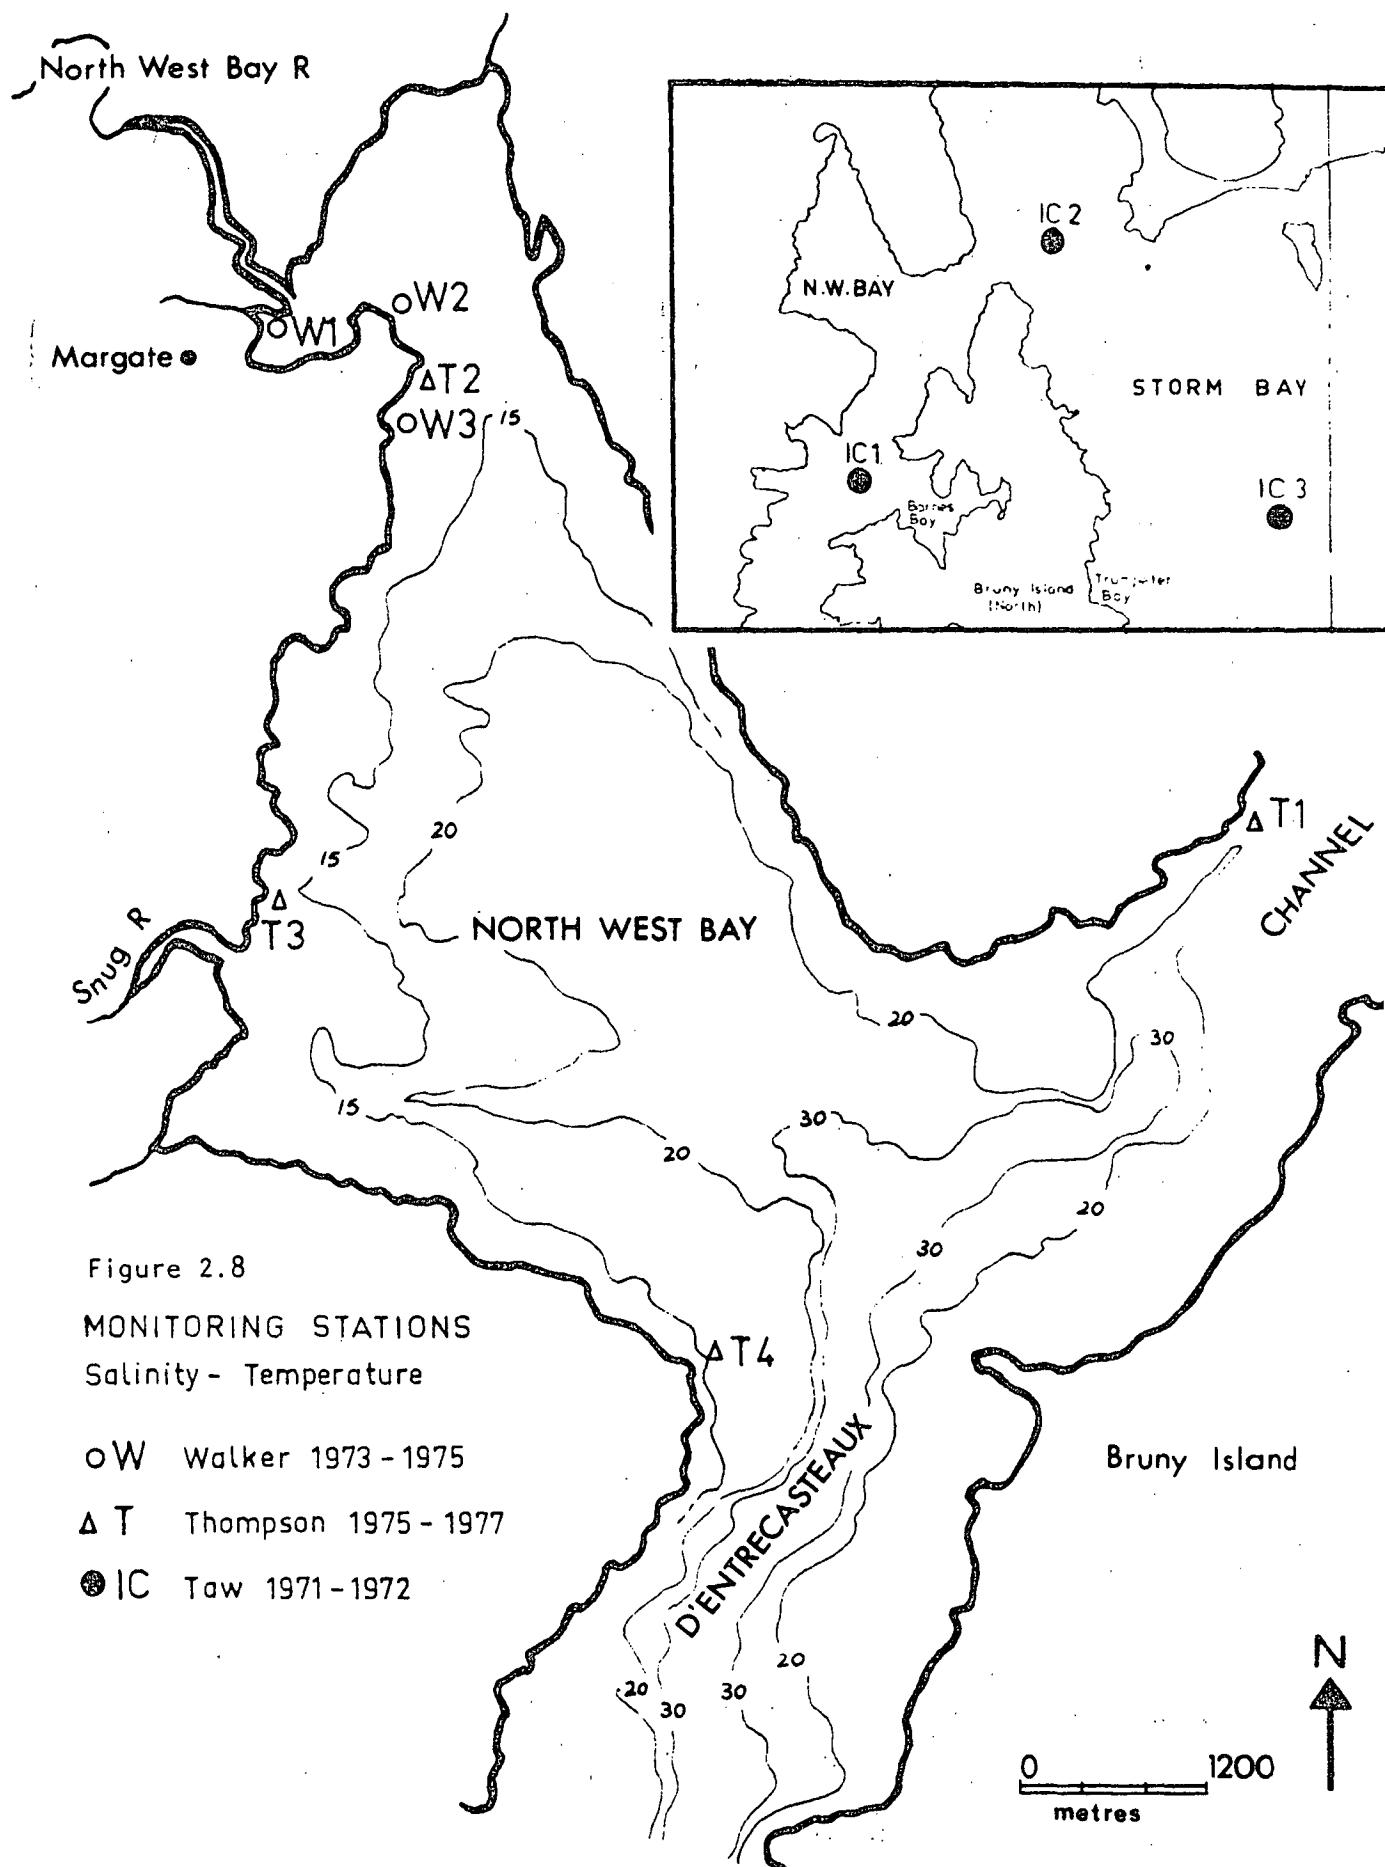 North West Bay R
W2
W1
Margate
T2
W3
15
IC 2
N.W. BAY
STORM BAY
IC1
IC 3
Barnes
Bay
Bruny Island
(North)
Trumpeter
Bay
20
15
T1
CHANNEL
T3
Snug R
NORTH WEST BAY
20
30
15
30
20
20
30
Figure 2.8
MONITORING STATIONS
Salinity - Temperature
T4
W Walker 1973 - 1975
T Thompson 1975 - 1977
IC Taw 1971 - 1972
D'ENTRECASTEAUX
Bruny Island
20
30
30
20
N
0 1200
metres